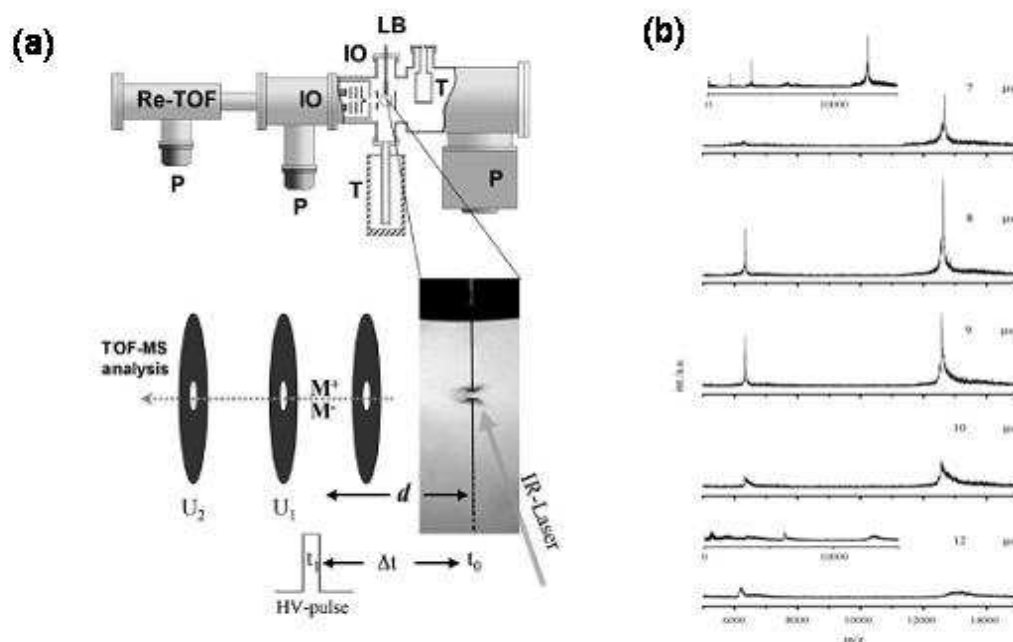 (a)
LB
IO
Re-TOF
IO
T
P
P
T
P
TOF-MS
analysis
M⁺
M⁻
d
IR-Laser
U₂
U₁
t₁
Δt
t₀
HV-pulse
(b)
0
10000
7
8
9
10
10000
12
6000
8000
10000
12000
m/z